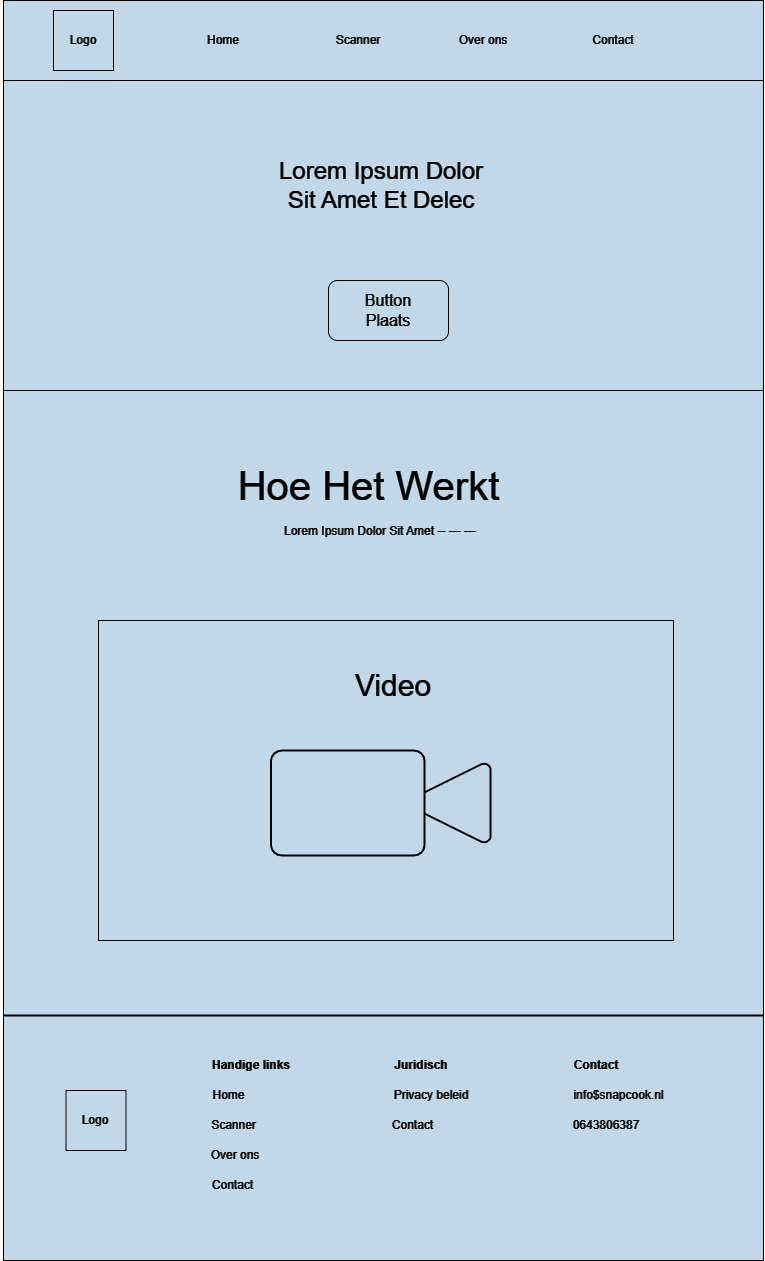 Logo
Home
Scanner
Over ons
Contact
Lorem Ipsum Dolor
Sit Amet Et Delec
Button
Plaats
Hoe Het Werkt
Lorem Ipsum Dolor Sit Amet -- --- ---
Video
Logo
Handige links
Home
Scanner
Over ons
Contact
Juridisch
Privacy beleid
Contact
Contact
info$snapcook.nl
0643806387